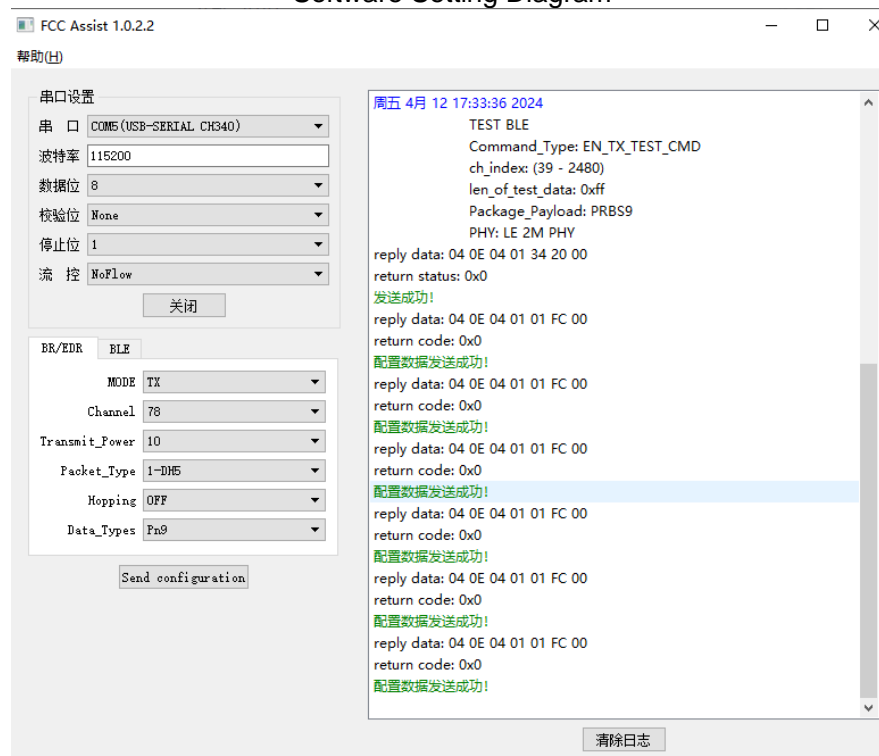 Software Setting Diagram
FCC Assist 1.0.2.2
帮助(H)
串口设置
串 口 COM5(USB-SERIAL CH340)
波特率 115200
数据位 8
校验位 None
停止位 1
流 控 NoFlow
关闭
BR/EDR BLE
MODE TX
Channel 78
Transmit_Power 10
Packet_Type 1-DH5
Hopping OFF
Data_Types Pn9
Send configuration
周五 4月 12 17:33:36 2024
TEST BLE
Command_Type: EN_TX_TEST_CMD
ch_index: (39 - 2480)
len_of_test_data: 0xff
Package_Payload: PRBS9
PHY: LE 2M PHY
reply data: 04 0E 04 01 34 20 00
return status: 0x0
发送成功!
reply data: 04 0E 04 01 01 FC 00
return code: 0x0
配置数据发送成功!
reply data: 04 0E 04 01 01 FC 00
return code: 0x0
配置数据发送成功!
reply data: 04 0E 04 01 01 FC 00
return code: 0x0
配置数据发送成功!
reply data: 04 0E 04 01 01 FC 00
return code: 0x0
配置数据发送成功!
reply data: 04 0E 04 01 01 FC 00
return code: 0x0
配置数据发送成功!
reply data: 04 0E 04 01 01 FC 00
return code: 0x0
配置数据发送成功!
清除日志